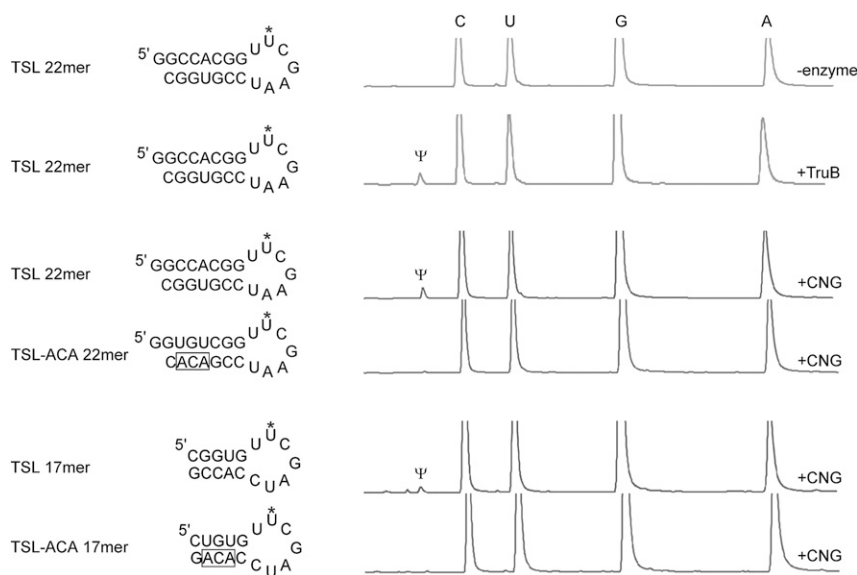 C U G A
*
TSL 22mer 5' GGCCACGG U U C G -enzyme
CGGUGCC U A A
*
TSL 22mer 5' GGCCACGG U U C G Ψ +TruB
CGGUGCC U A A
*
TSL 22mer 5' GGCCACGG U U C G Ψ +CNG
CGGUGCC U A A
*
TSL-ACA 22mer 5' GGUGUCGG U U C G +CNG
CACAGCC U A A
*
TSL 17mer 5' CGGUG U U C G Ψ +CNG
GCCAC C U A
*
TSL-ACA 17mer 5' CUGUG U U C G +CNG
GACAC C U A